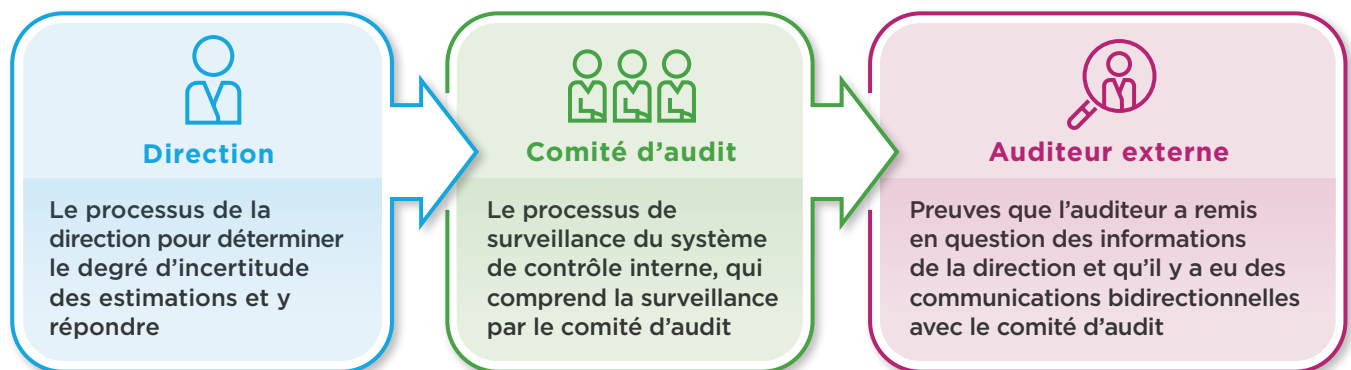 Direction
Le processus de la
direction pour déterminer
le degré d’incertitude
des estimations et y
répondre
Comité d’audit
Le processus de
surveillance du système
de contrôle interne, qui
comprend la surveillance
par le comité d’audit
Auditeur externe
Preuves que l’auditeur a remis
en question des informations
de la direction et qu’il y a eu des
communications bidirectionnelles
avec le comité d’audit